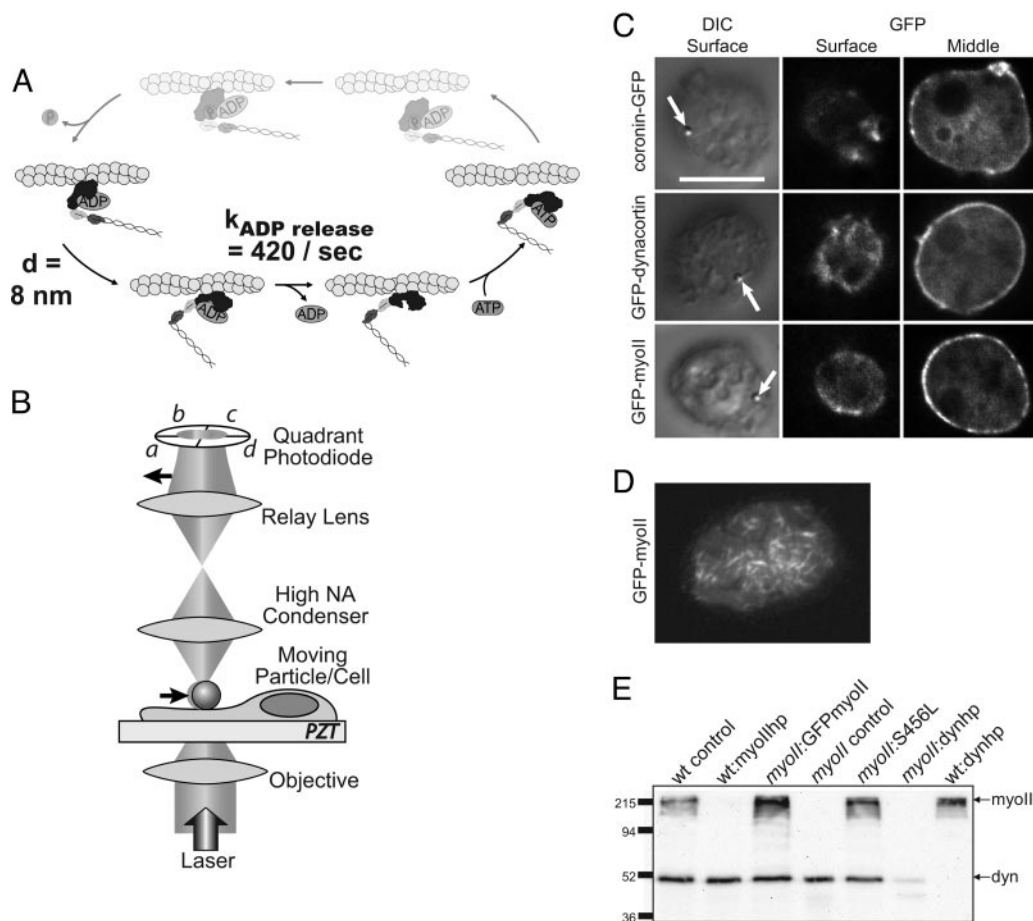 A
P
P ADP
ADP
ADP
k ADP release
= 420 / sec
d =
8 nm
ADP
ADP
ATP
ATP
B
a b c d
Quadrant
Photodiode
Relay Lens
High NA
Condenser
Moving
Particle/Cell
PZT
Objective
Laser
C
DIC GFP
Surface Surface Middle
coronin-GFP
GFP-dynacortin
GFP-myoII
D
GFP-myoII
E
wt control
wt:myoIIhp
myoII:GFPmyoII
myoII control
myoII:S456L
myoII:dynhp
wt:dynhp
215
94
52
36
myoII
dyn